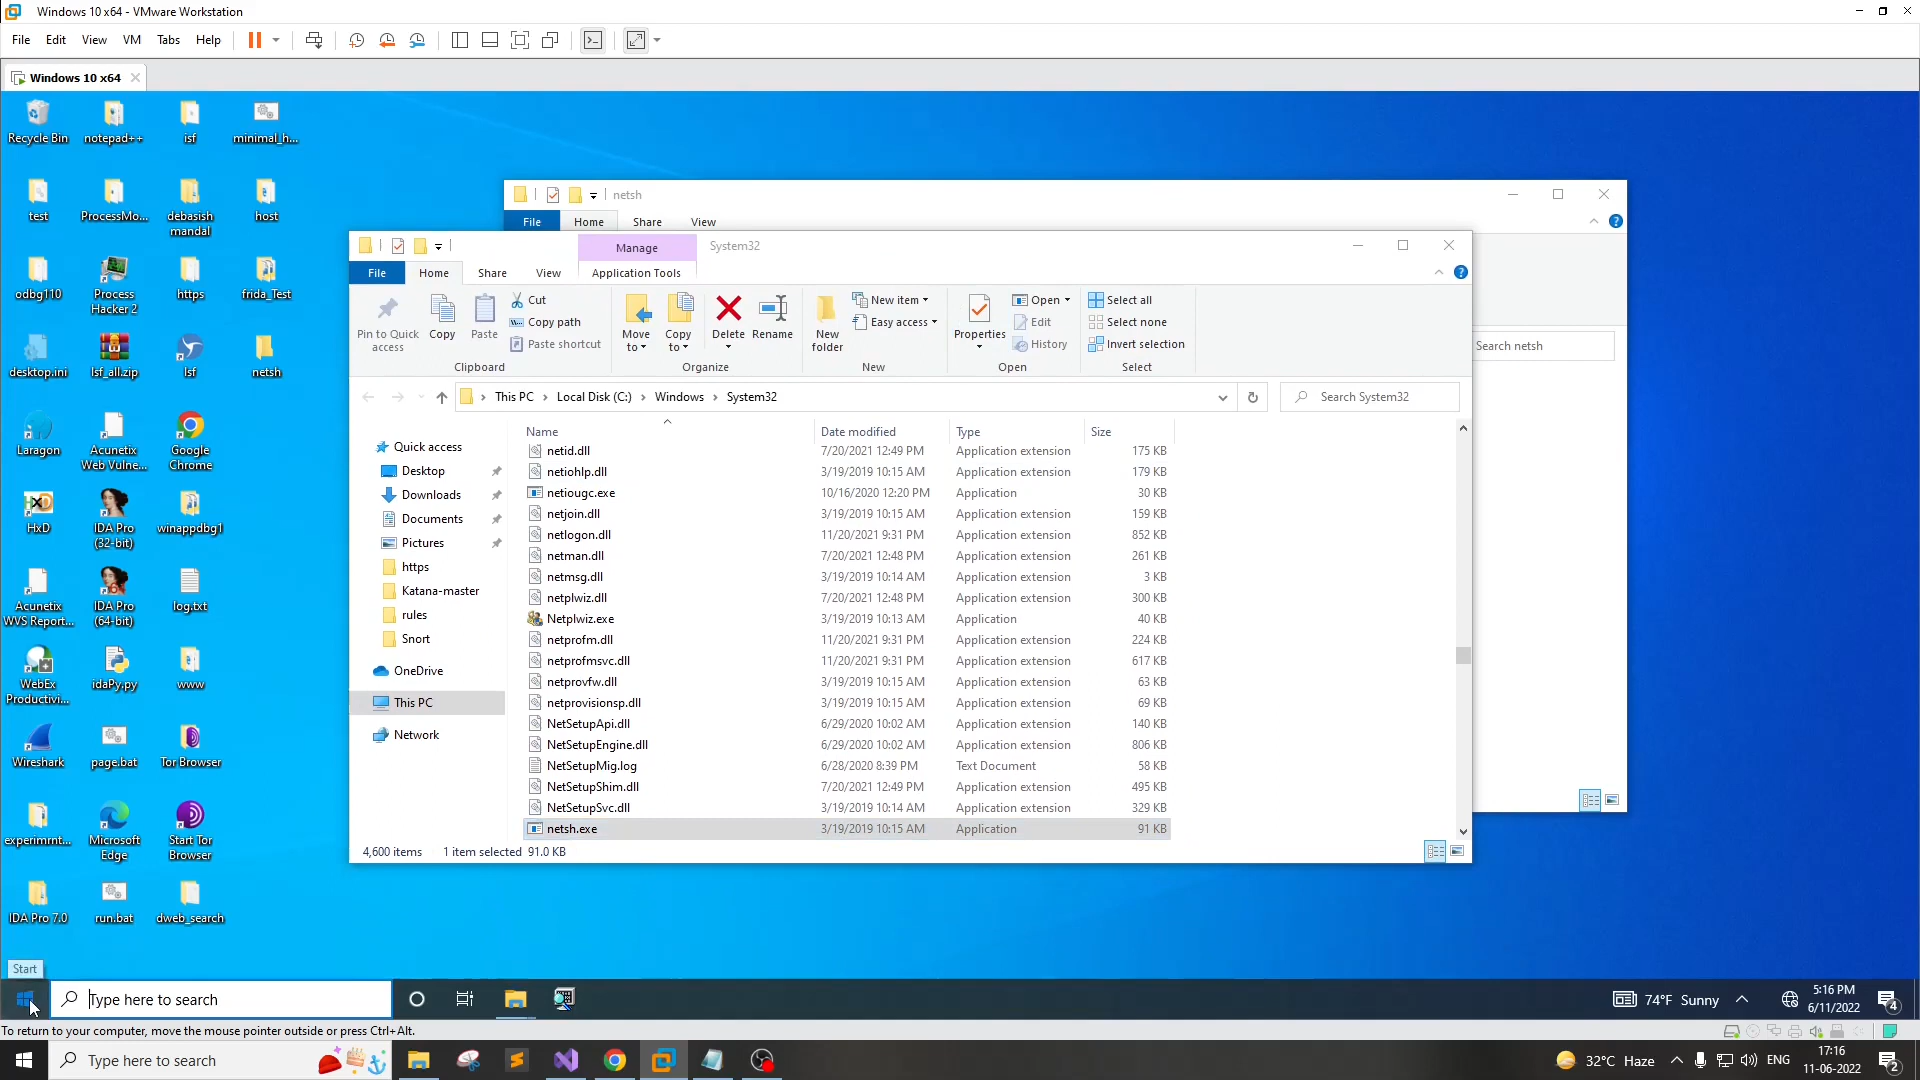 Windows 10 x64 - VMware Workstation
File Edit View VM Tabs Help
Windows 10 x64
Recycle Bin
notepad++
isf
minimal_h...
test
ProcessMo...
debasish mandal
host
odbg110
Process Hacker 2
https
frida_Test
desktop.ini
lsf_all.zip
lsf
netsh
Laragon
Acunetix Web Vulne...
Google Chrome
HxD
IDA Pro (32-bit)
winappdbg1
Acunetix WVS Report...
IDA Pro (64-bit)
log.txt
WebEx Productivi...
idaPy.py
www
Wireshark
page.bat
Tor Browser
experimrnt...
Microsoft Edge
Start Tor Browser
IDA Pro 7.0
run.bat
dweb_search
netsh
File Home Share View
Search netsh
Manage System32
File Home Share View Application Tools
Pin to Quick access
Copy
Paste
Cut
Copy path
Paste shortcut
Clipboard
Move to
Copy to
Delete
Rename
Organize
New folder
New item
Easy access
New
Properties
Open
Edit
History
Open
Select all
Select none
Invert selection
Select
This PC Local Disk (C:) Windows System32
Search System32
Quick access
Desktop
Downloads
Documents
Pictures
https
Katana-master
rules
Snort
OneDrive
This PC
Network
Name Date modified Type Size
netid.dll 7/20/2021 12:49 PM Application extension 175 KB
netiohlp.dll 3/19/2019 10:15 AM Application extension 179 KB
netiougc.exe 10/16/2020 12:20 PM Application 30 KB
netjoin.dll 3/19/2019 10:15 AM Application extension 159 KB
netlogon.dll 11/20/2021 9:31 PM Application extension 852 KB
netman.dll 7/20/2021 12:48 PM Application extension 261 KB
netmsg.dll 3/19/2019 10:14 AM Application extension 3 KB
netplwiz.dll 7/20/2021 12:48 PM Application extension 300 KB
Netplwiz.exe 3/19/2019 10:13 AM Application 40 KB
netprofm.dll 11/20/2021 9:31 PM Application extension 224 KB
netprofmsvc.dll 11/20/2021 9:31 PM Application extension 617 KB
netprovfw.dll 3/19/2019 10:15 AM Application extension 63 KB
netprovisionsp.dll 3/19/2019 10:15 AM Application extension 69 KB
NetSetupApi.dll 6/29/2020 10:02 AM Application extension 140 KB
NetSetupEngine.dll 6/29/2020 10:02 AM Application extension 806 KB
NetSetupMig.log 6/28/2020 8:39 PM Text Document 58 KB
NetSetupShim.dll 7/20/2021 12:49 PM Application extension 495 KB
NetSetupSvc.dll 3/19/2019 10:14 AM Application extension 329 KB
netsh.exe 3/19/2019 10:15 AM Application 91 KB
4,600 items 1 item selected 91.0 KB
Start
Type here to search
74°F Sunny
5:16 PM
6/11/2022
4
To return to your computer, move the mouse pointer outside or press Ctrl+Alt.
Type here to search
32°C Haze
ENG
17:16
11-06-2022
2